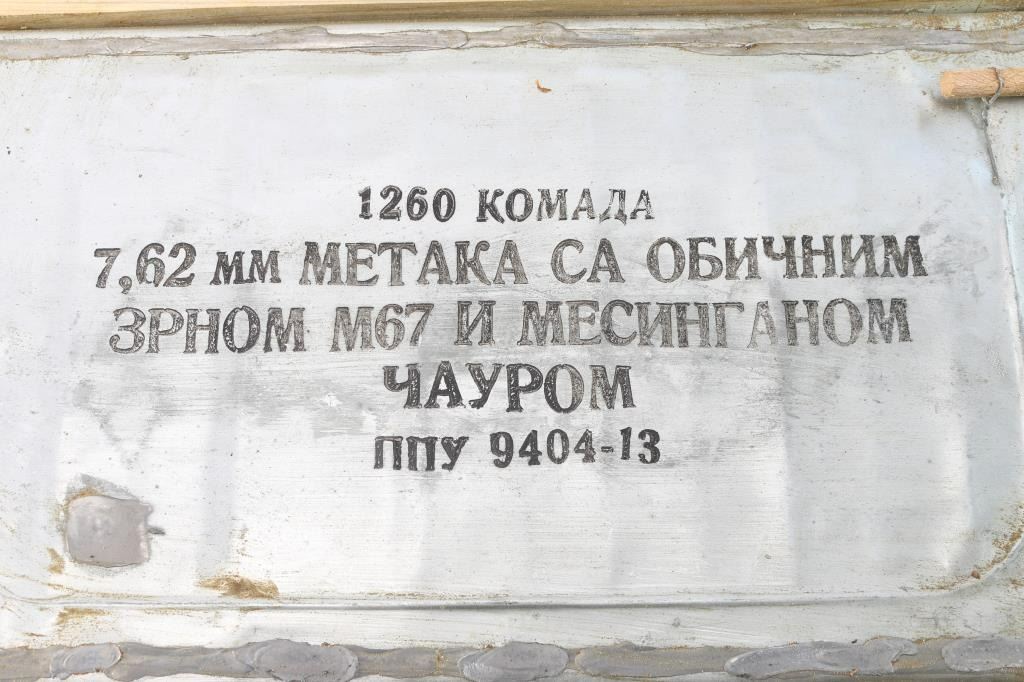 1260 КОМАДА
7,62 мм МЕТАКА СА ОБИЧНИМ
ЗРНОМ М67 И МЕСИНГАНОМ
ЧАУРОМ
ППУ 9404-13